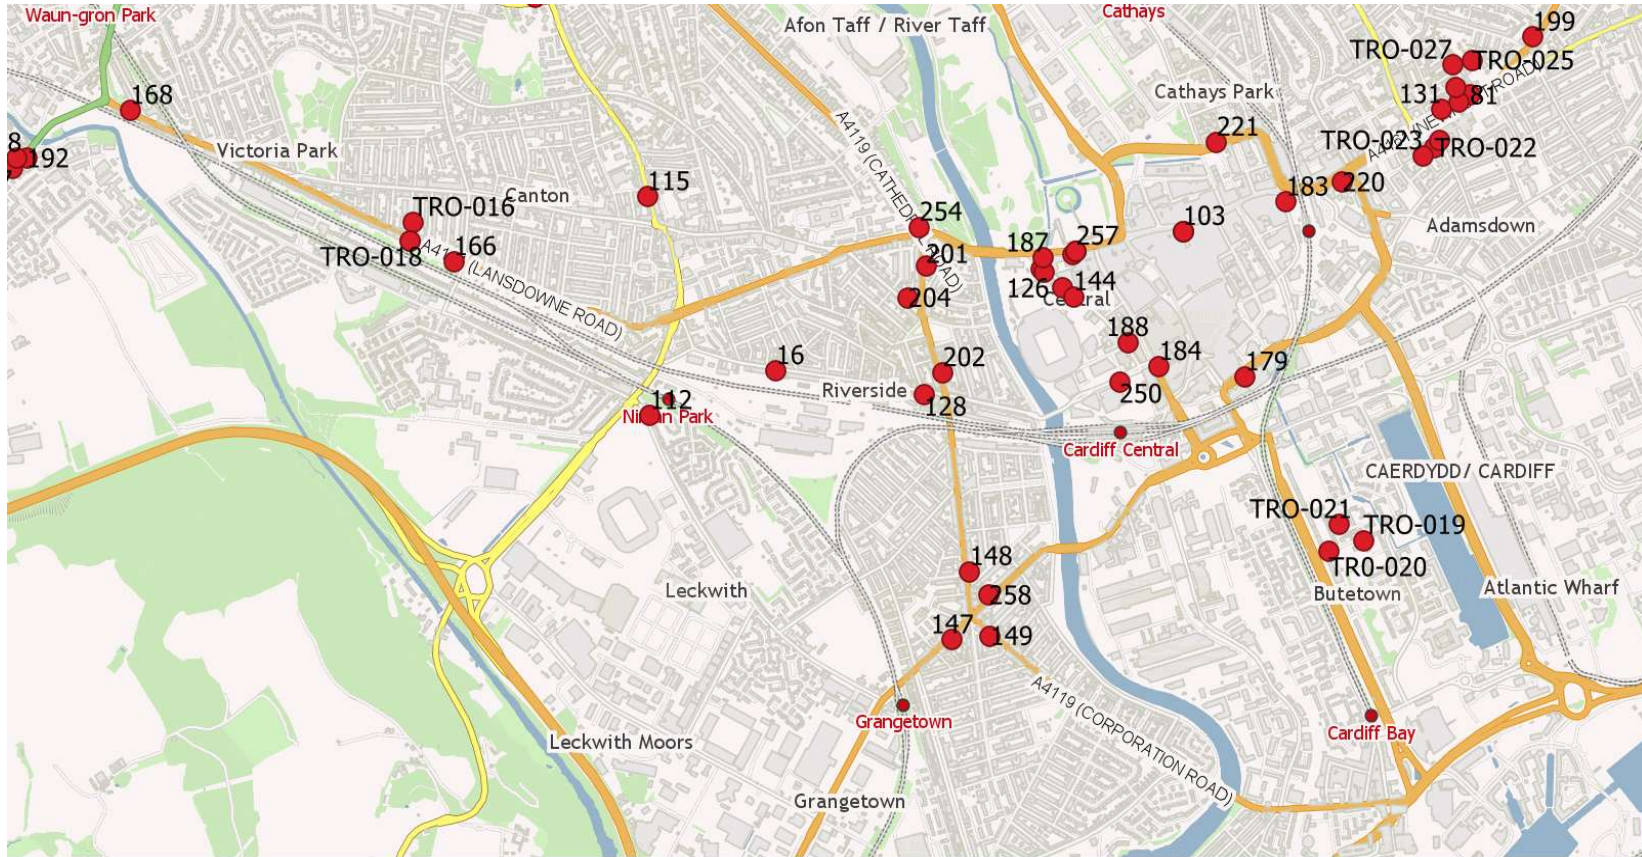 Waun-gron Park
Afon Taff / River Taff
Cathays
199
TRO-027
TRO-025
168
A4119 (CATHEDRAL ROAD)
Cathays Park
131
81
221
8
192
Victoria Park
TRO-023
TRO-022
115
Canton
183
220
TRO-016
254
187
257
103
Adamsdown
TRO-018
166
(LANSDOWNE ROAD)
201
126
144
Central
204
188
16
202
184
179
Riverside
250
112
Ninian Park
128
Cardiff Central
CAERDYDD / CARDIFF
TRO-021
TRO-019
148
TR0-020
Leckwith
258
Butetown
Atlantic Wharf
147
149
A4119 (CORPORATION ROAD)
Grangetown
Cardiff Bay
Leckwith Moors
Grangetown